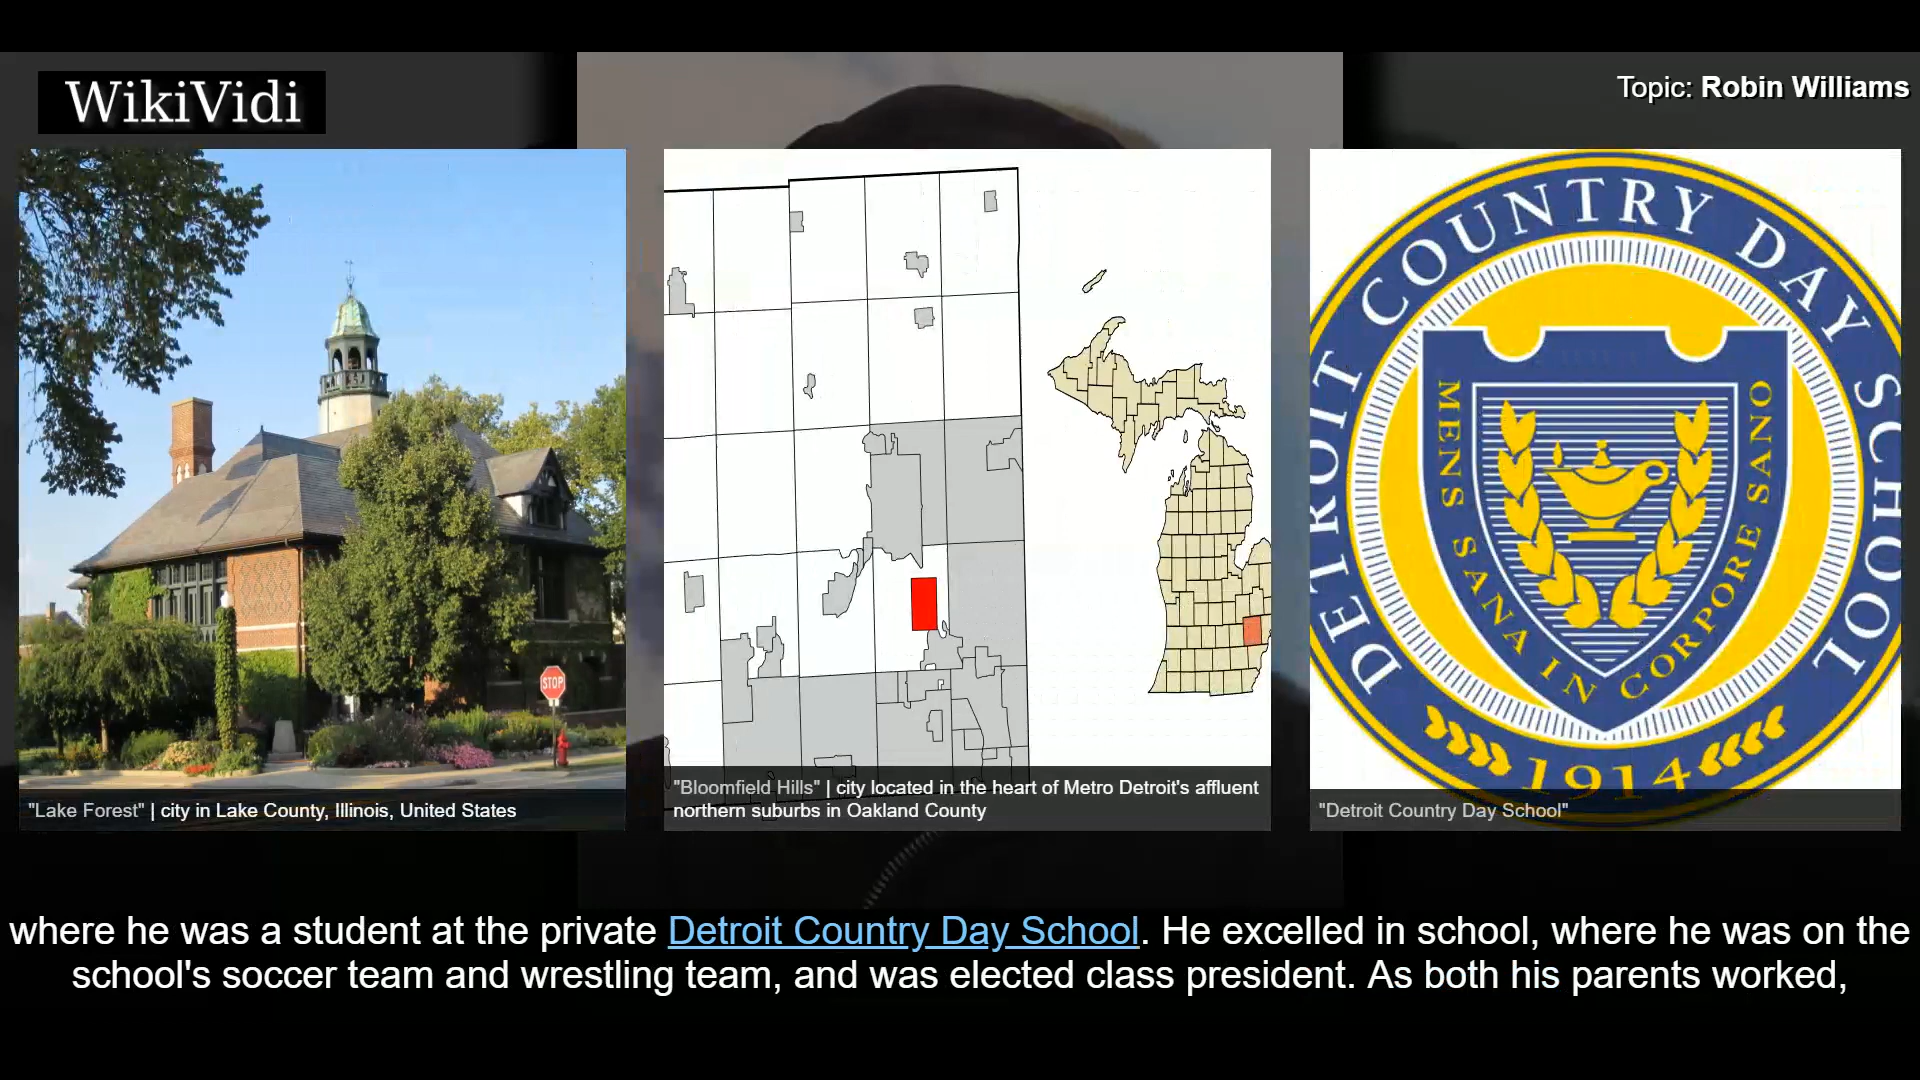 WikiVidi
Topic: Robin Williams
STOP
"Lake Forest" | city in Lake County, Illinois, United States
"Bloomfield Hills" | city located in the heart of Metro Detroit's affluent
northern suburbs in Oakland County
DETROIT COUNTRY DAY SCHOOL
MENS SANA IN CORPORE SANO
1914
"Detroit Country Day School"
where he was a student at the private Detroit Country Day School. He excelled in school, where he was on the
school's soccer team and wrestling team, and was elected class president. As both his parents worked,